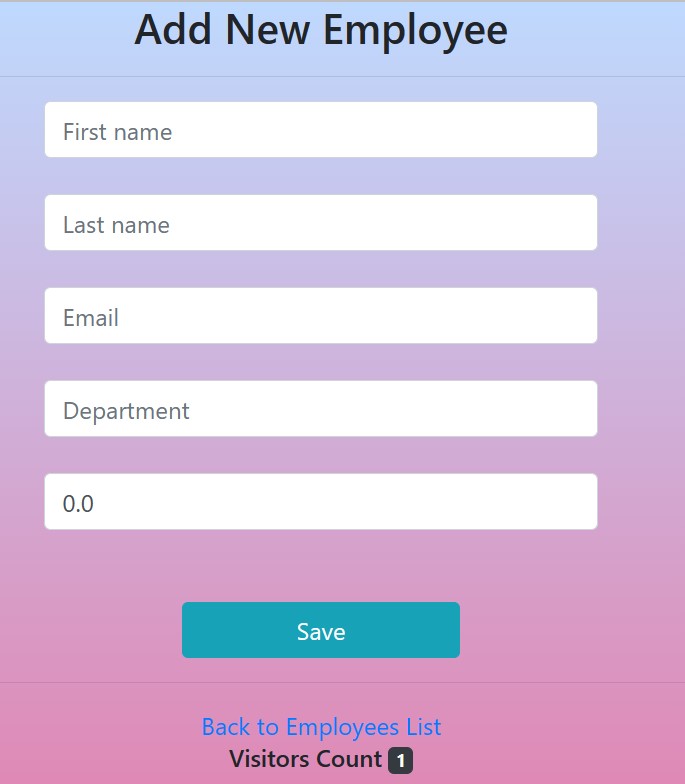 Add New Employee
First name
Last name
Email
Department
0.0
Save
Back to Employees List
Visitors Count 1